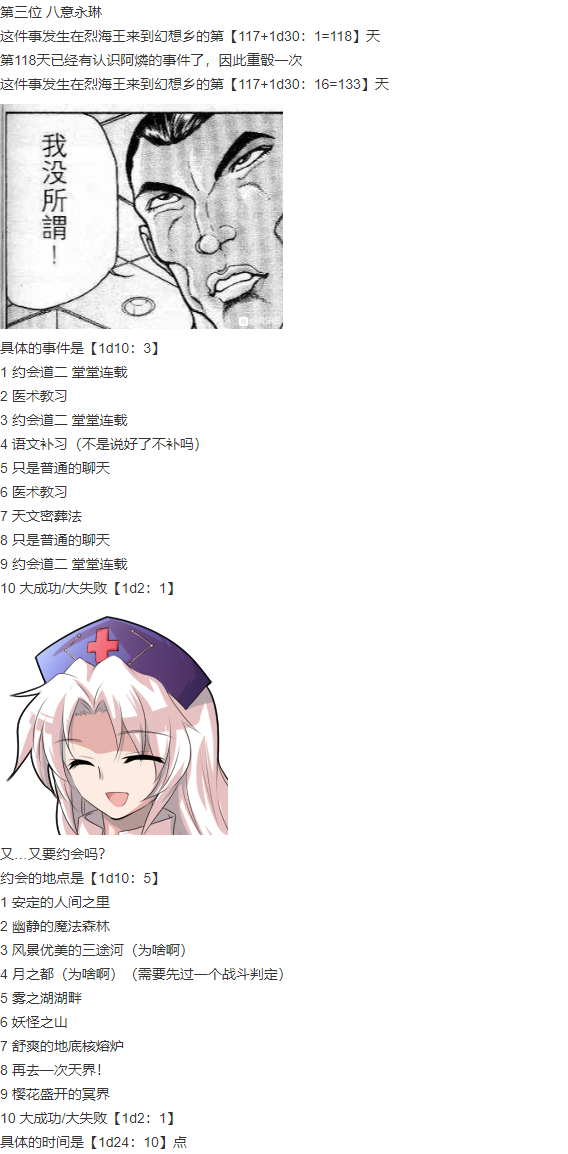 第三位 八意永琳
这件事发生在烈海王来到幻想乡的第【117+1d30：1=118】天
第118天已经有认识阿燐的事件了，因此重骰一次
这件事发生在烈海王来到幻想乡的第【117+1d30：16=133】天
我没所謂！
具体的事件是【1d10：3】
1 约会道二 堂堂连载
2 医术教习
3 约会道二 堂堂连载
4 语文补习（不是说好了不补吗）
5 只是普通的聊天
6 医术教习
7 天文密葬法
8 只是普通的聊天
9 约会道二 堂堂连载
10 大成功/大失败【1d2：1】
又...又要约会吗？
约会的地点是【1d10：5】
1 安定的人间之里
2 幽静的魔法森林
3 风景优美的三途河（为啥啊）
4 月之都（为啥啊）（需要先过一个战斗判定）
5 雾之湖湖畔
6 妖怪之山
7 舒爽的地底核熔炉
8 再去一次天界！
9 樱花盛开的冥界
10 大成功/大失败【1d2：1】
具体的时间是【1d24：10】点